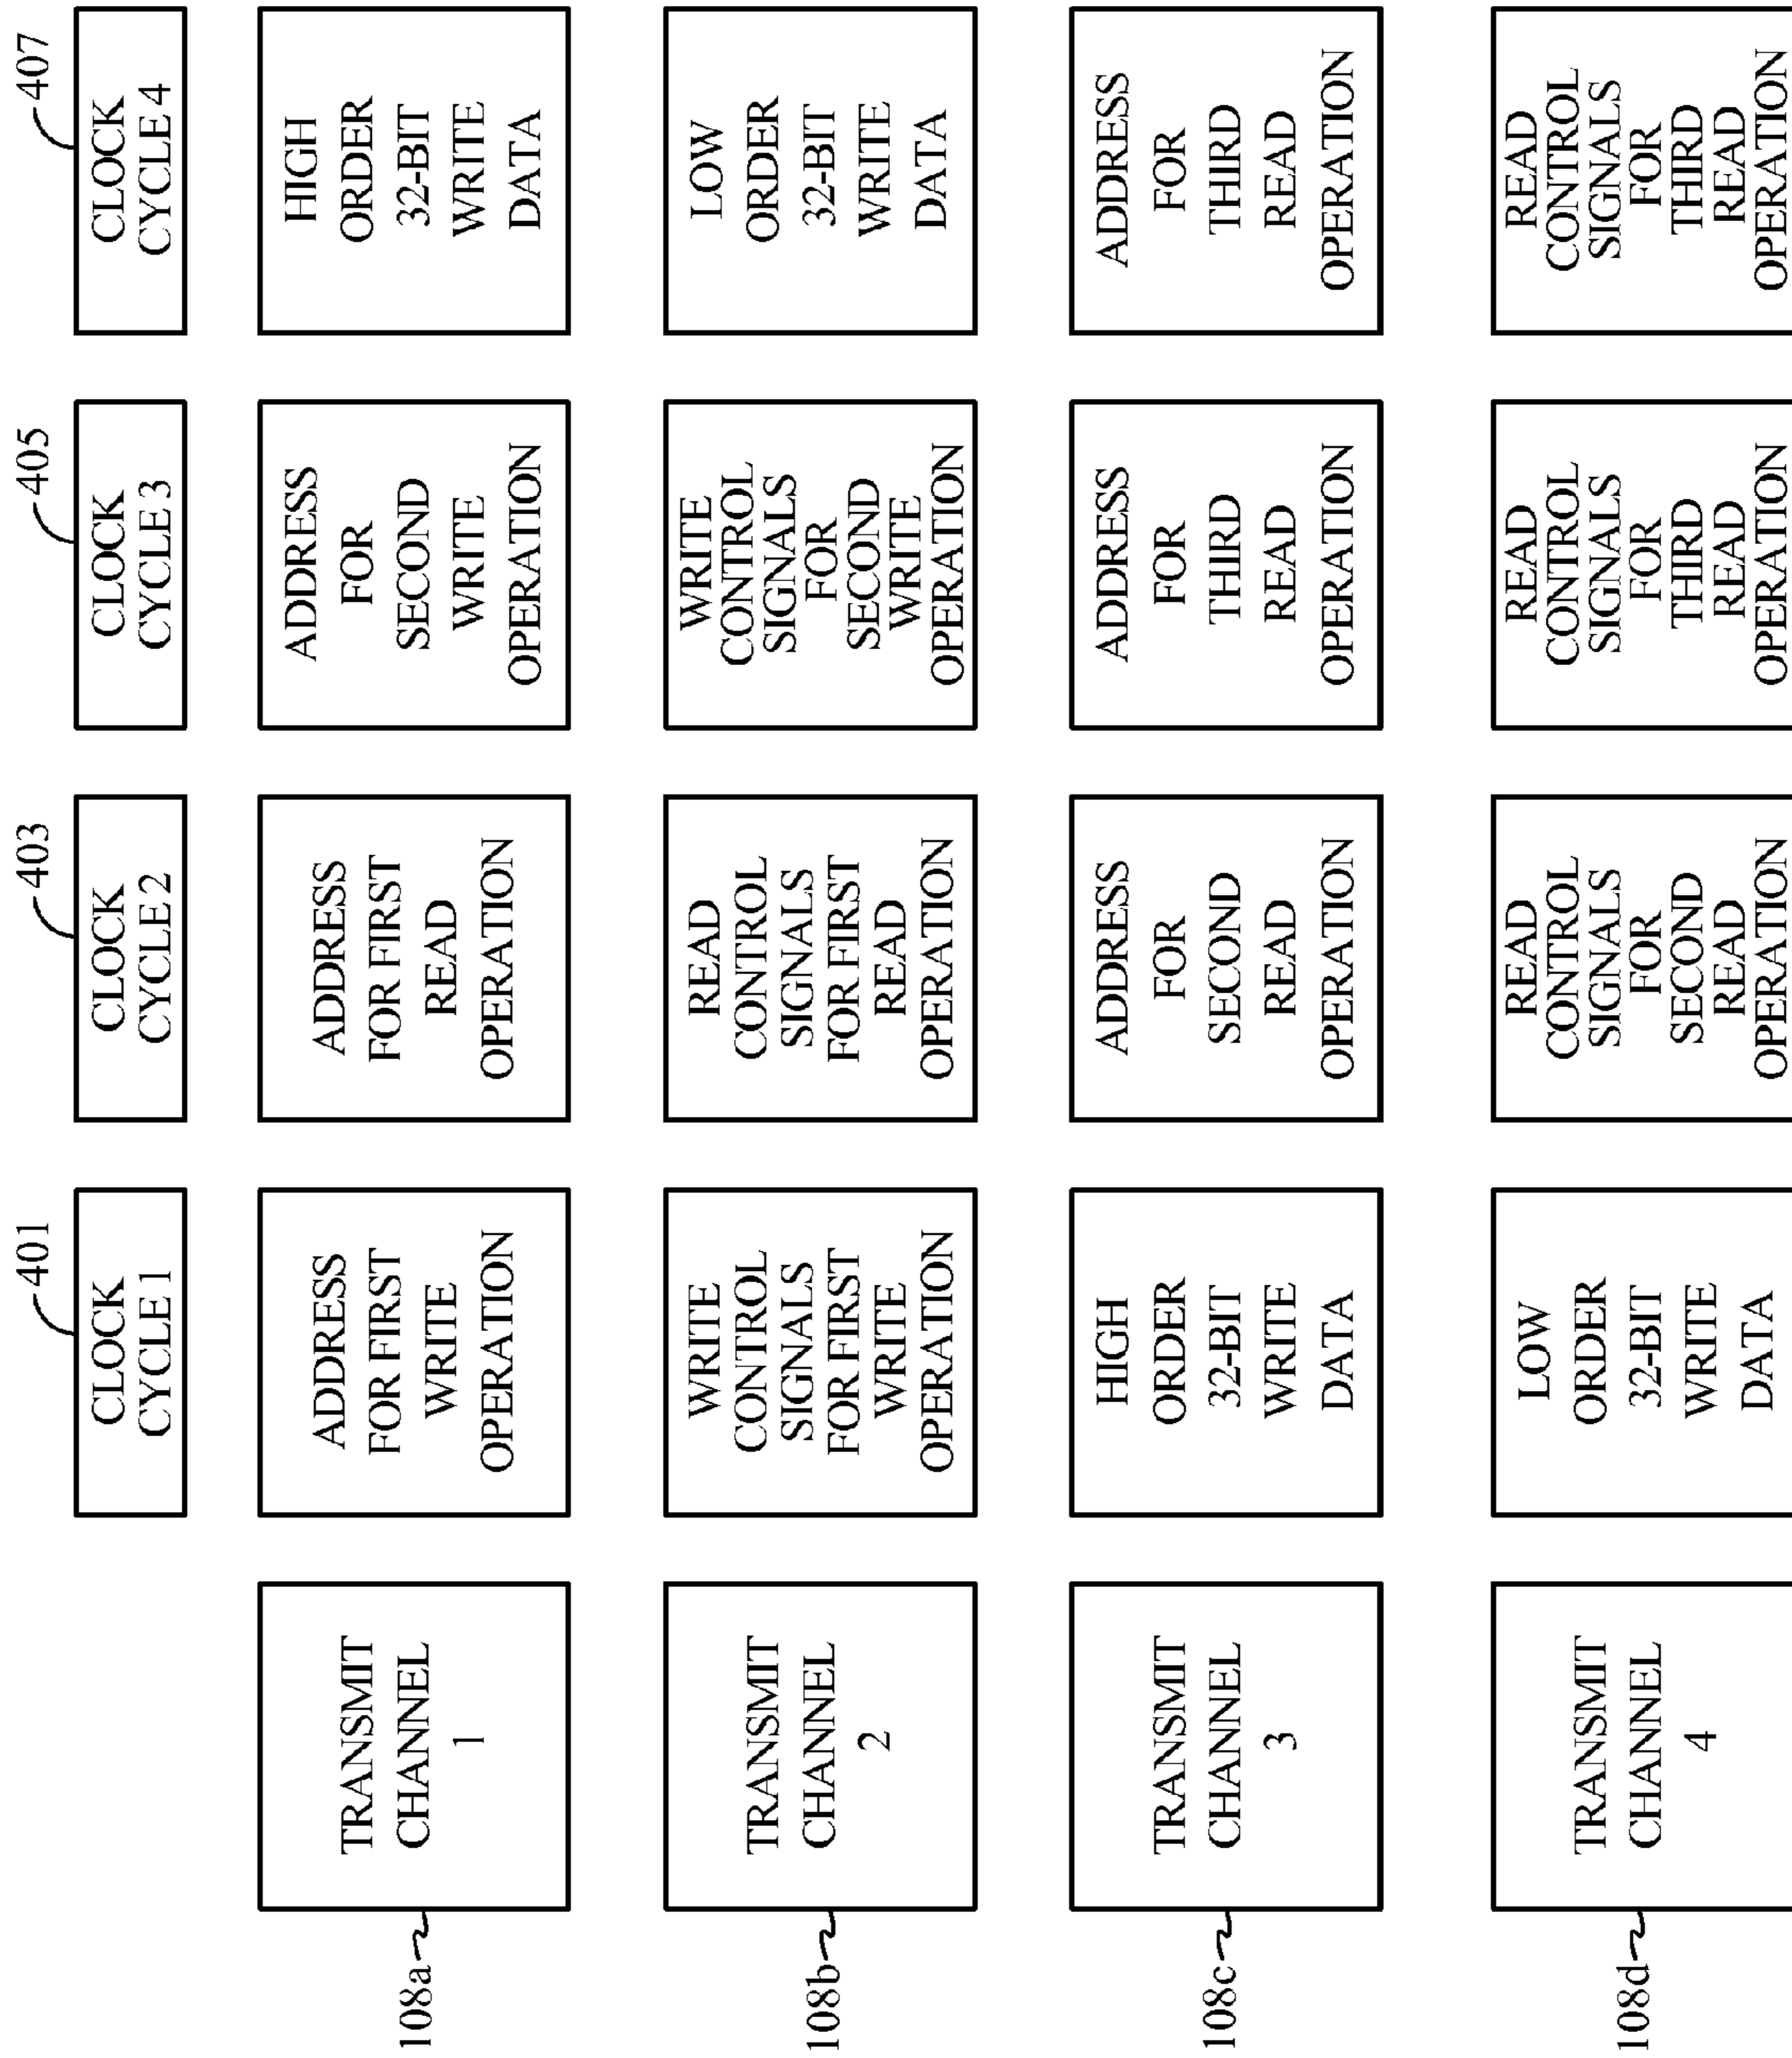 401
403
405
407
CLOCK
CYCLE 1
CLOCK
CYCLE 2
CLOCK
CYCLE 3
CLOCK
CYCLE 4
108a
TRANSMIT
CHANNEL
1
ADDRESS
FOR FIRST
WRITE
OPERATION
ADDRESS
FOR FIRST
READ
OPERATION
ADDRESS
FOR
SECOND
WRITE
OPERATION
HIGH
ORDER
32-BIT
WRITE
DATA
108b
TRANSMIT
CHANNEL
2
WRITE
CONTROL
SIGNALS
FOR FIRST
WRITE
OPERATION
READ
CONTROL
SIGNALS
FOR FIRST
READ
OPERATION
WRITE
CONTROL
SIGNALS
FOR
SECOND
WRITE
OPERATION
LOW
ORDER
32-BIT
WRITE
DATA
108c
TRANSMIT
CHANNEL
3
HIGH
ORDER
32-BIT
WRITE
DATA
ADDRESS
FOR
SECOND
READ
OPERATION
ADDRESS
FOR
THIRD
READ
OPERATION
ADDRESS
FOR
THIRD
READ
OPERATION
108d
TRANSMIT
CHANNEL
4
LOW
ORDER
32-BIT
WRITE
DATA
READ
CONTROL
SIGNALS
FOR
SECOND
READ
OPERATION
READ
CONTROL
SIGNALS
FOR
THIRD
READ
OPERATION
READ
CONTROL
SIGNALS
FOR
THIRD
READ
OPERATION